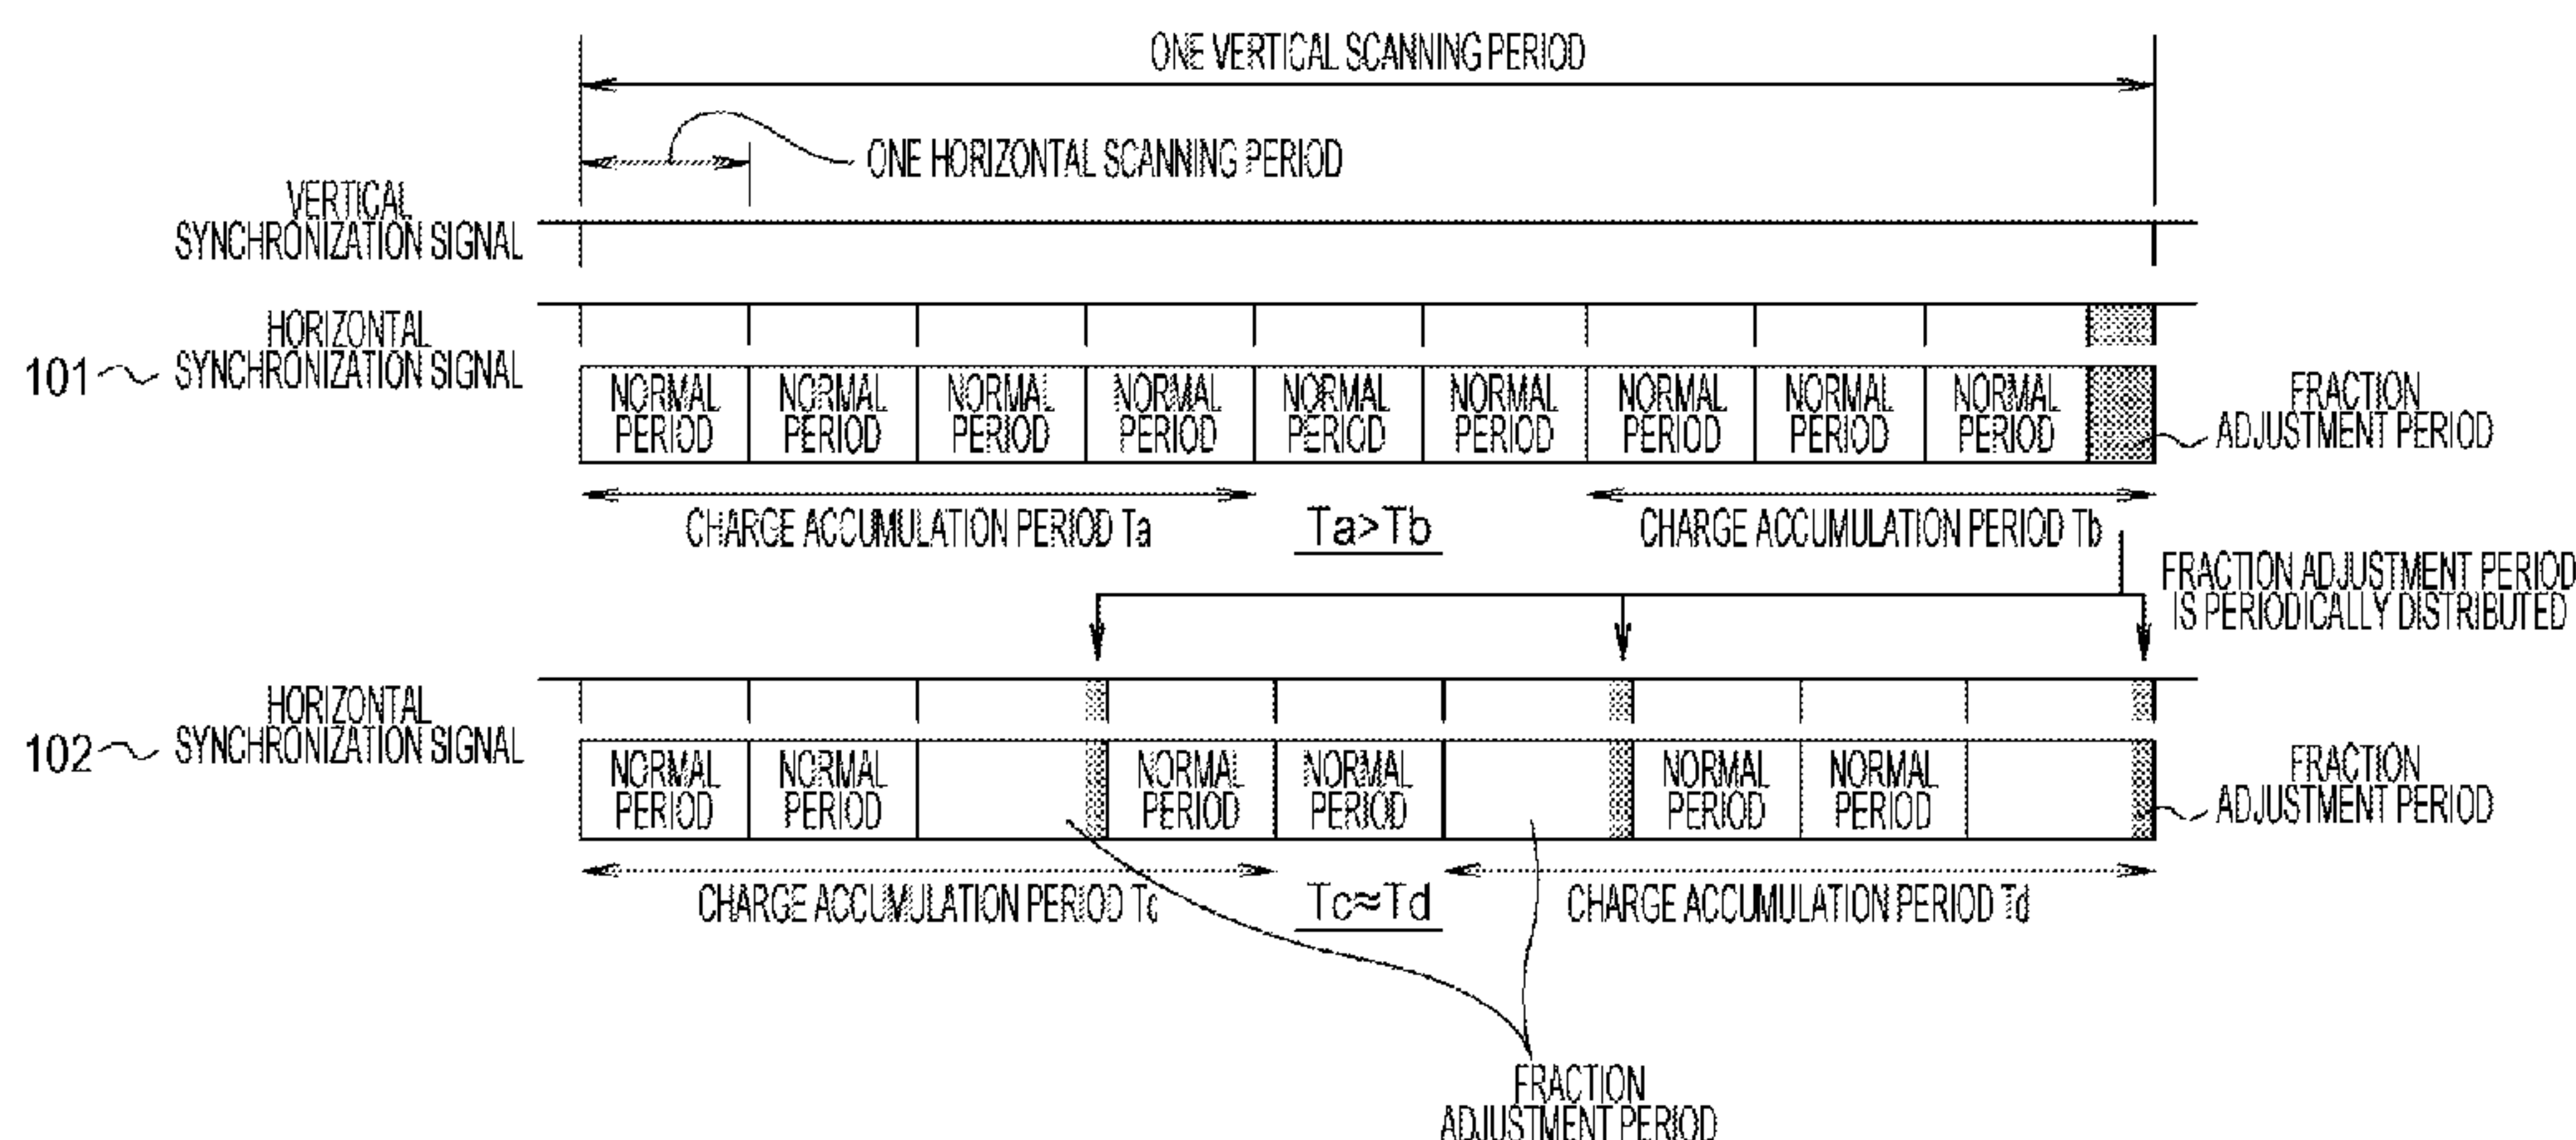 ONE VERTICAL SCANNING PERIOD
ONE HORIZONTAL SCANNING PERIOD
VERTICAL
SYNCHRONIZATION SIGNAL
HORIZONTAL
101 SYNCHRONIZATION SIGNAL
NORMAL NORMAL NORMAL NORMAL NORMAL NORMAL NORMAL NORMAL NORMAL
PERIOD PERIOD PERIOD PERIOD PERIOD PERIOD PERIOD PERIOD PERIOD
FRACTION
ADJUSTMENT PERIOD
CHARGE ACCUMULATION PERIOD Ta
Ta>Tb
CHARGE ACCUMULATION PERIOD Tb
FRACTION ADJUSTMENT PERIOD
IS PERIODICALLY DISTRIBUTED
HORIZONTAL
102 SYNCHRONIZATION SIGNAL
NORMAL NORMAL NORMAL NORMAL NORMAL NORMAL
PERIOD PERIOD PERIOD PERIOD PERIOD PERIOD
FRACTION
ADJUSTMENT PERIOD
CHARGE ACCUMULATION PERIOD Tc
Tc≈Td
CHARGE ACCUMULATION PERIOD Td
FRACTION
ADJUSTMENT PERIOD